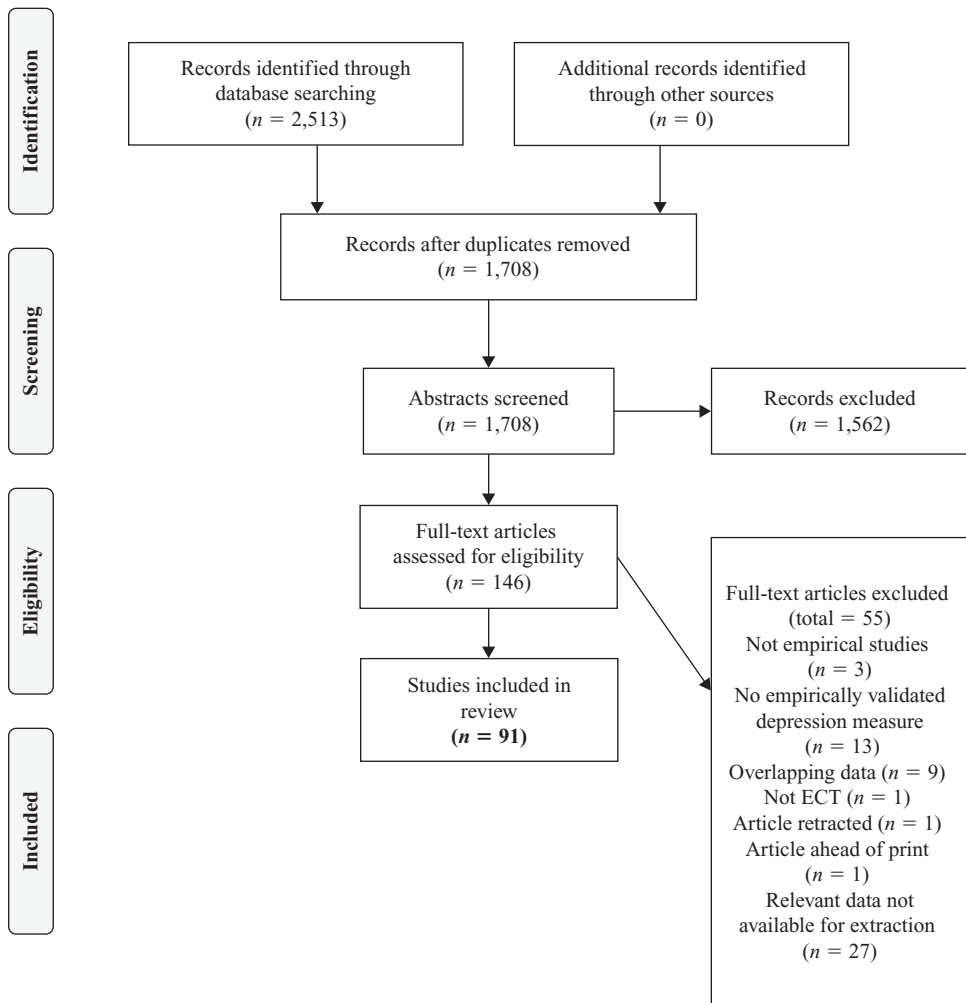 Identification
Records identified through
database searching
(n = 2,513)
Additional records identified
through other sources
(n = 0)
Records after duplicates removed
(n = 1,708)
Screening
Abstracts screened
(n = 1,708)
Records excluded
(n = 1,562)
Eligibility
Full-text articles
assessed for eligibility
(n = 146)
Full-text articles excluded
(total = 55)
Not empirical studies
(n = 3)
No empirically validated
depression measure
(n = 13)
Overlapping data (n = 9)
Not ECT (n = 1)
Article retracted (n = 1)
Article ahead of print
(n = 1)
Relevant data not
available for extraction
(n = 27)
Included
Studies included in
review
(n = 91)